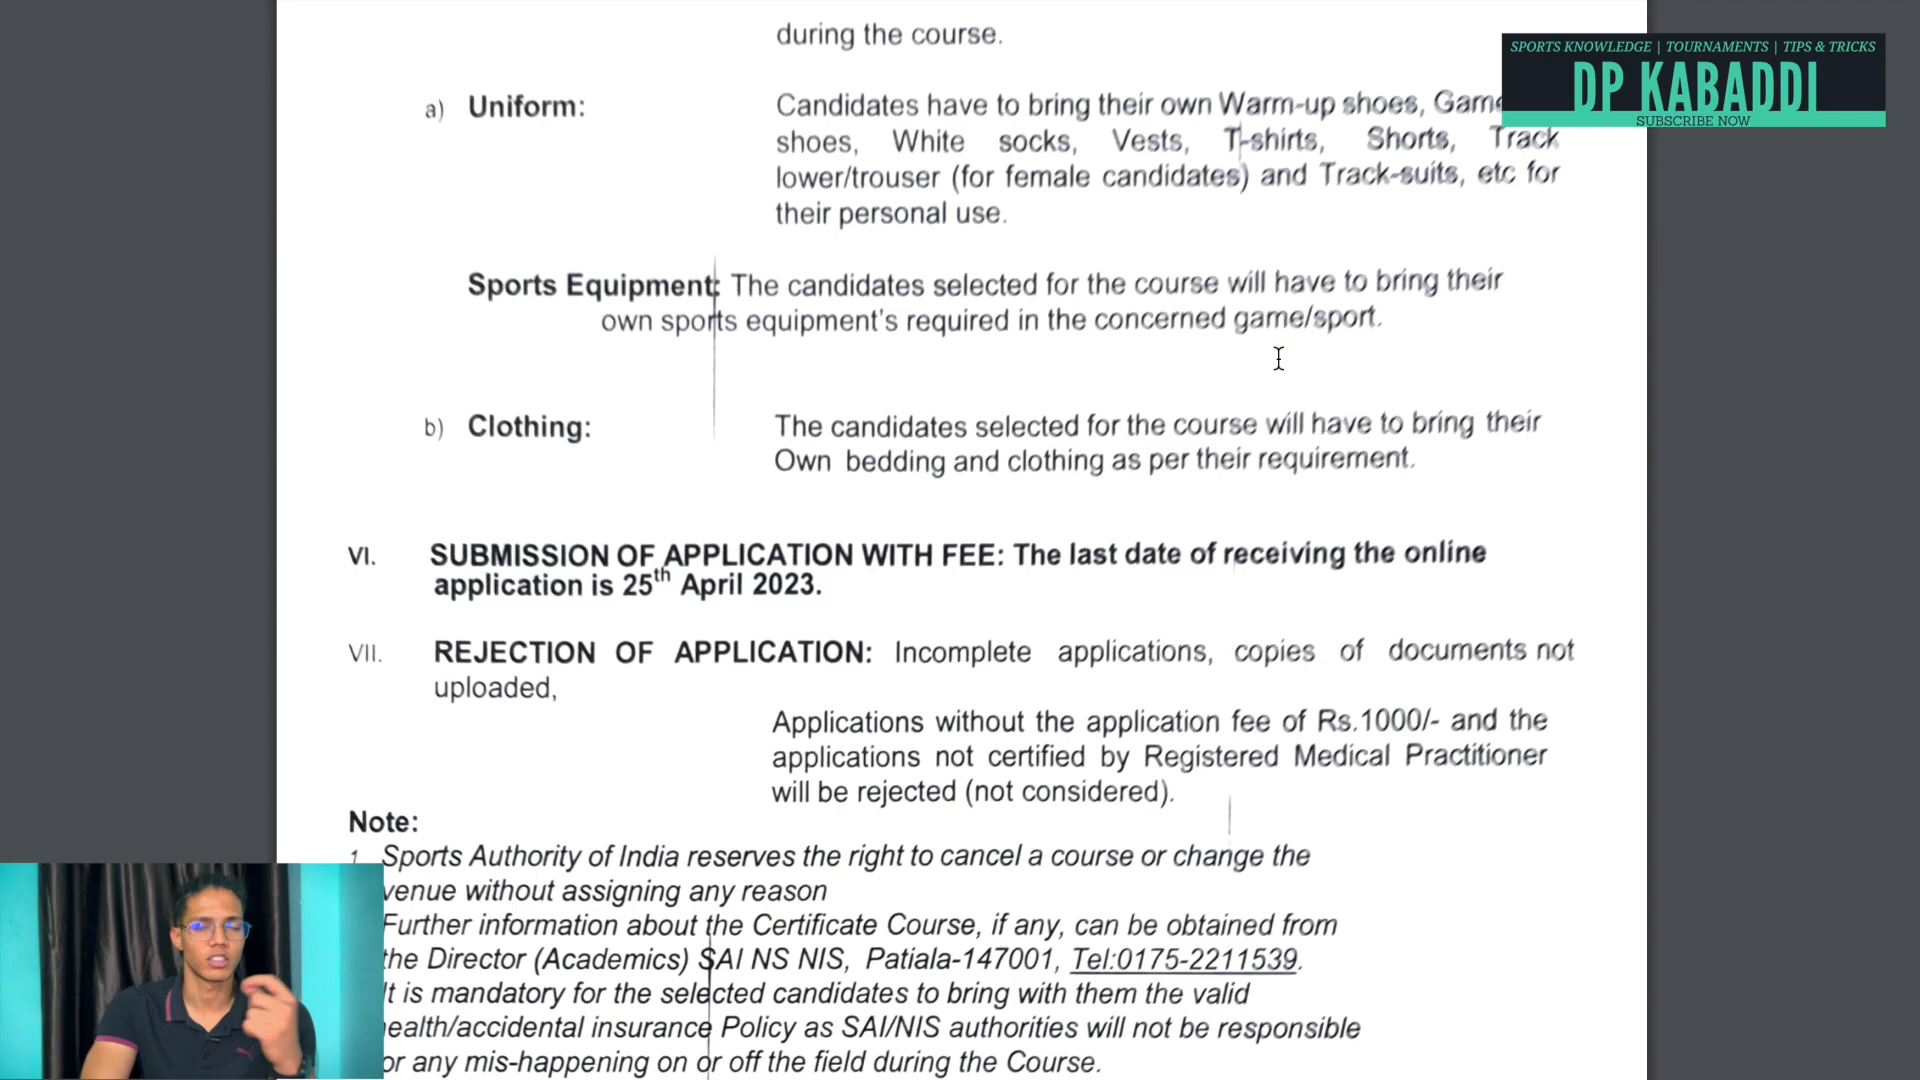 during the course.
SPORTS KNOWLEDGE | TOURNAMENTS | TIPS & TRICKS
DP KABADDI
SUBSCRIBE NOW
a) Uniform: Candidates have to bring their own Warm-up shoes, Game
shoes, White socks, Vests, T-shirts, Shorts, Track
lower/trouser (for female candidates) and Track-suits, etc for
their personal use.
Sports Equipment: The candidates selected for the course will have to bring their
own sports equipment's required in the concerned game/sport.
b) Clothing: The candidates selected for the course will have to bring their
Own bedding and clothing as per their requirement.
VI. SUBMISSION OF APPLICATION WITH FEE: The last date of receiving the online
application is 25th April 2023.
VII. REJECTION OF APPLICATION: Incomplete applications, copies of documents not
uploaded,
Applications without the application fee of Rs.1000/- and the
applications not certified by Registered Medical Practitioner
will be rejected (not considered).
Note:
1 Sports Authority of India reserves the right to cancel a course or change the
venue without assigning any reason
Further information about the Certificate Course, if any, can be obtained from
the Director (Academics) SAI NS NIS, Patiala-147001, Tel:0175-2211539.
It is mandatory for the selected candidates to bring with them the valid
ealth/accidental insurance Policy as SAI/NIS authorities will not be responsible
or any mis-happening on or off the field during the Course.